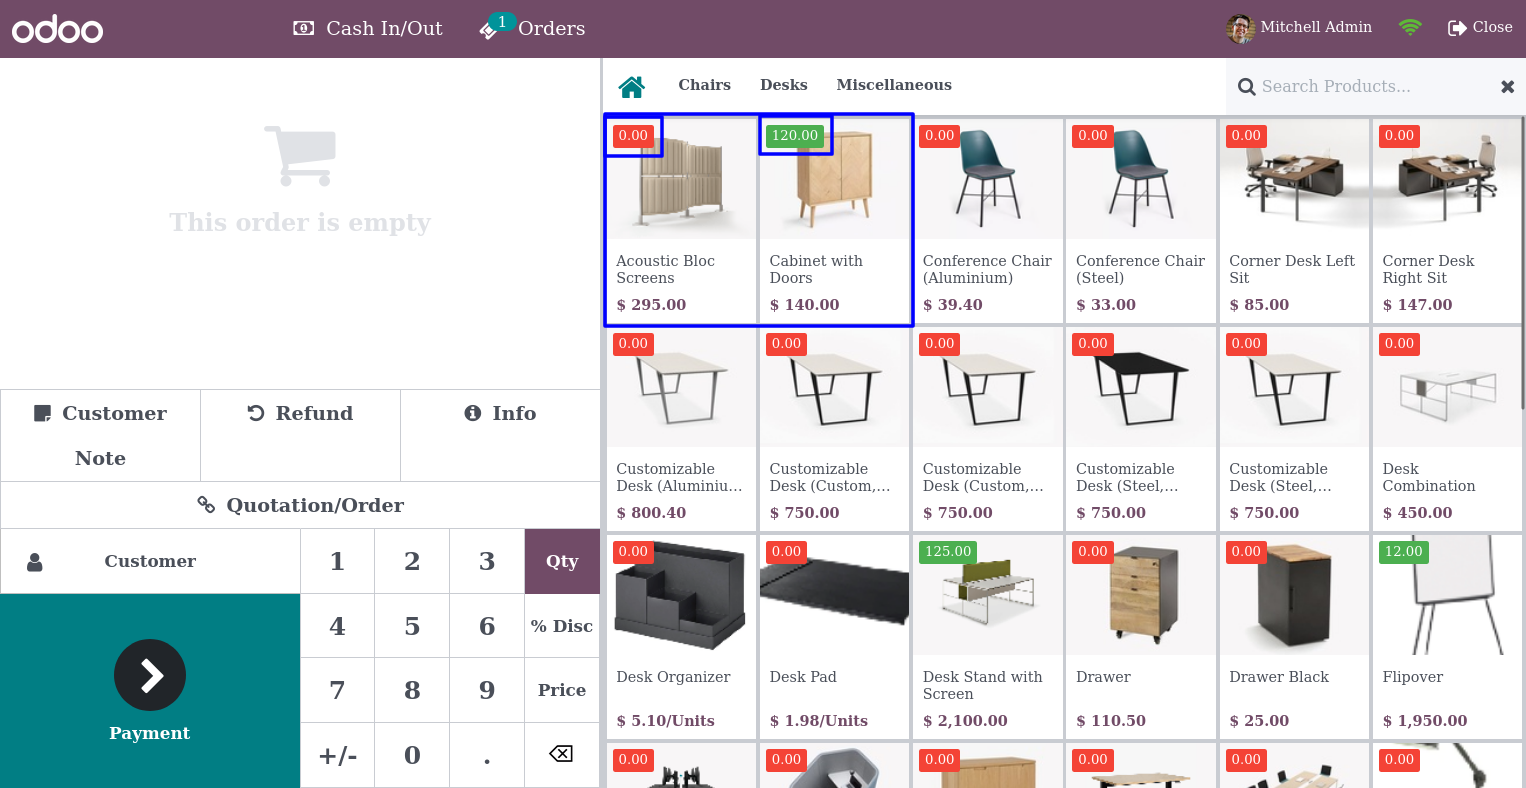 odoo
Cash In/Out
1
Orders
Mitchell Admin
Close
This order is empty
Customer Note
Refund
Info
Quotation/Order
Customer
1 2 3 Qty
4 5 6 % Disc
7 8 9 Price
+/- 0 .
Payment
Chairs
Desks
Miscellaneous
Search Products...
0.00
Acoustic Bloc
Screens
$ 295.00
120.00
Cabinet with
Doors
$ 140.00
0.00
Conference Chair
(Aluminium)
$ 39.40
0.00
Conference Chair
(Steel)
$ 33.00
0.00
Corner Desk Left
Sit
$ 85.00
0.00
Corner Desk
Right Sit
$ 147.00
0.00
Customizable
Desk (Aluminiu...
$ 800.40
0.00
Customizable
Desk (Custom,...
$ 750.00
0.00
Customizable
Desk (Custom,...
$ 750.00
0.00
Customizable
Desk (Steel,...
$ 750.00
0.00
Customizable
Desk (Steel,...
$ 750.00
0.00
Desk
Combination
$ 450.00
0.00
Desk Organizer
$ 5.10/Units
0.00
Desk Pad
$ 1.98/Units
125.00
Desk Stand with
Screen
$ 2,100.00
0.00
Drawer
$ 110.50
0.00
Drawer Black
$ 25.00
12.00
Flipover
$ 1,950.00
0.00
0.00
0.00
0.00
0.00
0.00